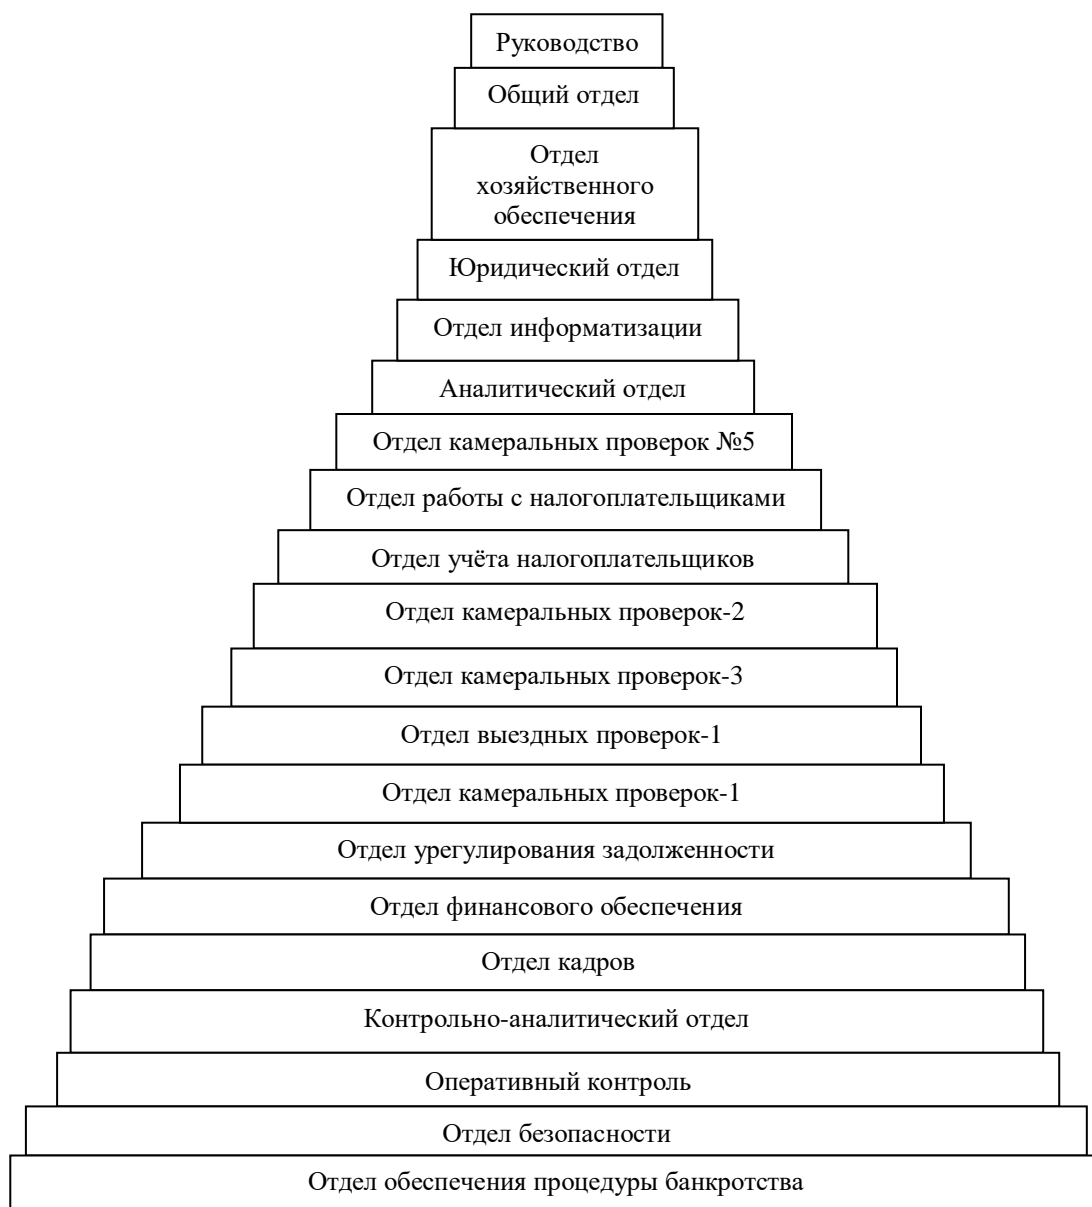 Руководство
Общий отдел
Отдел
хозяйственного
обеспечения
Юридический отдел
Отдел информатизации
Аналитический отдел
Отдел камеральных проверок №5
Отдел работы с налогоплательщиками
Отдел учёта налогоплательщиков
Отдел камеральных проверок-2
Отдел камеральных проверок-3
Отдел выездных проверок-1
Отдел камеральных проверок-1
Отдел урегулирования задолженности
Отдел финансового обеспечения
Отдел кадров
Контрольно-аналитический отдел
Оперативный контроль
Отдел безопасности
Отдел обеспечения процедуры банкротства